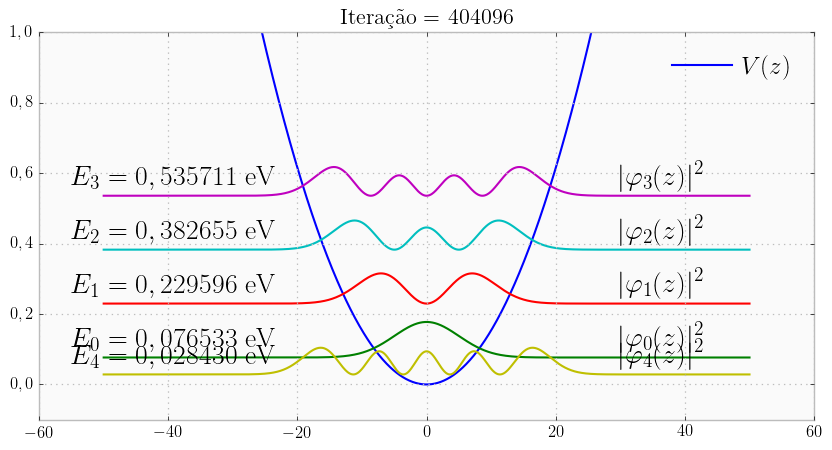 Iteração = 404096
1,0
0,8
0,6
0,4
0,2
0,0
V(z)
E₃ = 0,535711 eV |φ₃(z)|²
E₂ = 0,382655 eV |φ₂(z)|²
E₁ = 0,229596 eV |φ₁(z)|²
E₀ = 0,076533 eV |φ₀(z)|²
E₄ = 0,028430 eV |φ₄(z)|²
−60 −40 −20 0 20 40 60